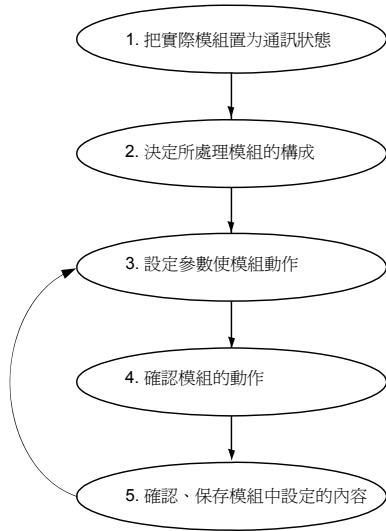 1. 把實際模組置为通訊狀態
2. 決定所處理模組的構成
3. 設定參數使模組動作
4. 確認模組的動作
5. 確認、保存模組中設定的內容